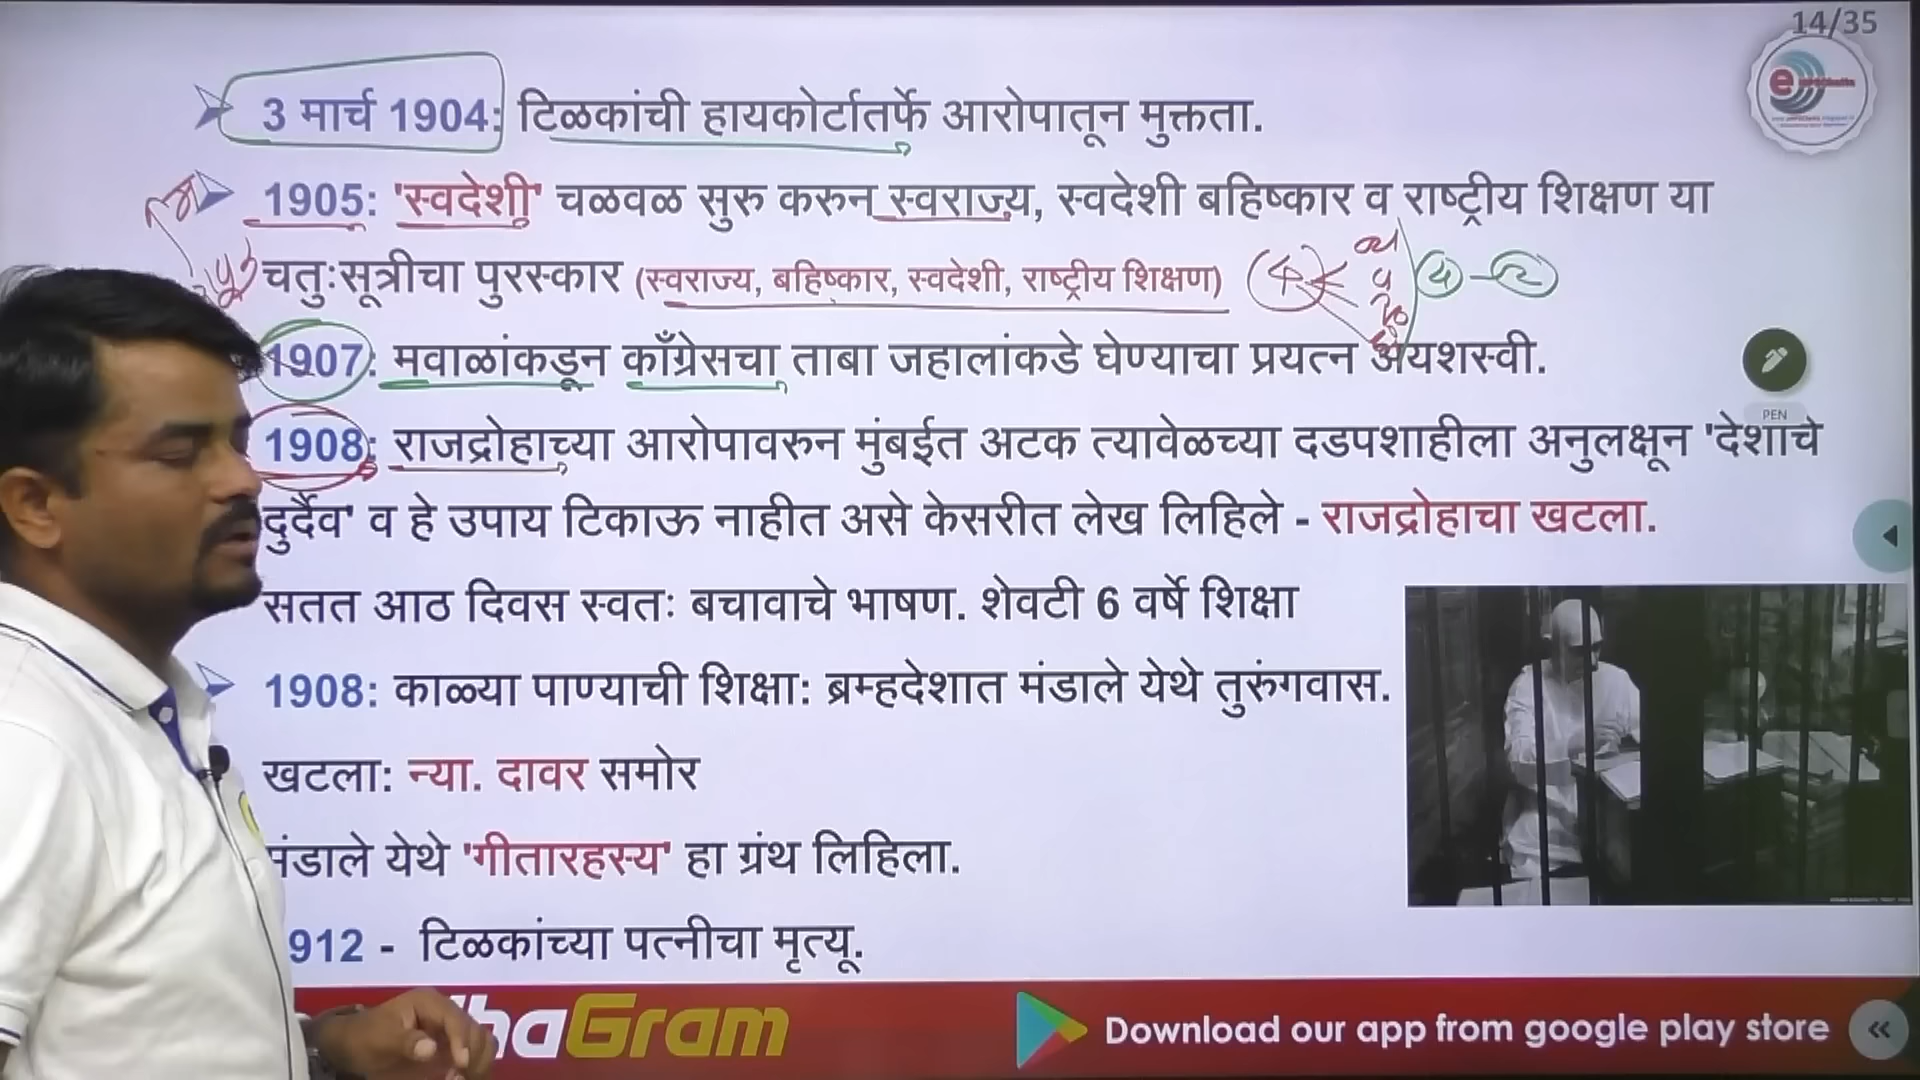 14/35
3 मार्च 1904: टिळकांची हायकोर्टातर्फे आरोपातून मुक्तता.
1905: 'स्वदेशी' चळवळ सुरु करुन स्वराज्य, स्वदेशी बहिष्कार व राष्ट्रीय शिक्षण या
चतुःसूत्रीचा पुरस्कार (स्वराज्य, बहिष्कार, स्वदेशी, राष्ट्रीय शिक्षण)
1907: मवाळांकडून काँग्रेसचा ताबा जहालांकडे घेण्याचा प्रयत्न अयशस्वी.
PEN
1908: राजद्रोहाच्या आरोपावरुन मुंबईत अटक त्यावेळच्या दडपशाहीला अनुलक्षून 'देशाचे
दुर्दैव' व हे उपाय टिकाऊ नाहीत असे केसरीत लेख लिहिले - राजद्रोहाचा खटला.
सतत आठ दिवस स्वतः बचावाचे भाषण. शेवटी 6 वर्षे शिक्षा
1908: काळ्या पाण्याची शिक्षा: ब्रम्हदेशात मंडाले येथे तुरुंगवास.
खटला: न्या. दावर समोर
मंडाले येथे 'गीतारहस्य' हा ग्रंथ लिहिला.
912 - टिळकांच्या पत्नीचा मृत्यू.
haGram
Download our app from google play store